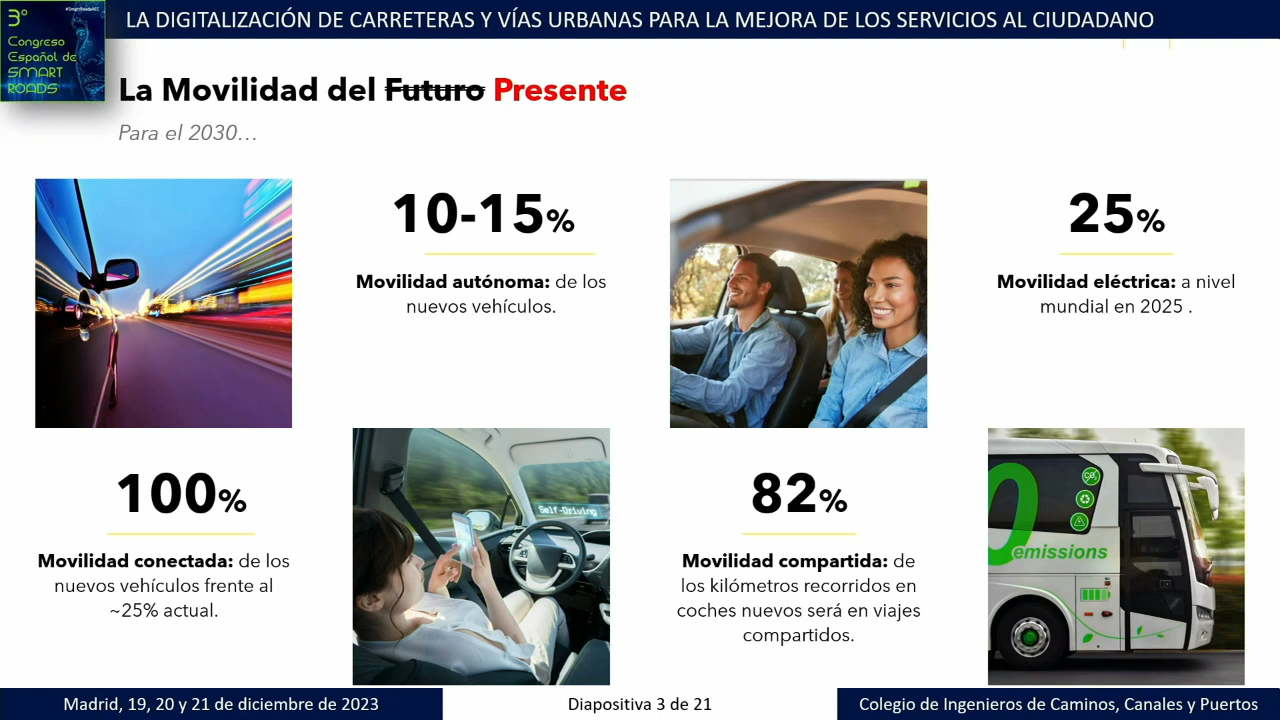 3º
Congreso
Español de
SMART
ROADS
#SmartRoadsAEC
LA DIGITALIZACIÓN DE CARRETERAS Y VÍAS URBANAS PARA LA MEJORA DE LOS SERVICIOS AL CIUDADANO
La Movilidad del Futuro Presente
Para el 2030...
10-15%
Movilidad autónoma: de los
nuevos vehículos.
25%
Movilidad eléctrica: a nivel
mundial en 2025 .
100%
Movilidad conectada: de los
nuevos vehículos frente al
~25% actual.
Self-Driving
82%
Movilidad compartida: de
los kilómetros recorridos en
coches nuevos será en viajes
compartidos.
0
emissions
Madrid, 19, 20 y 21 de diciembre de 2023
Diapositiva 3 de 21
Colegio de Ingenieros de Caminos, Canales y Puertos